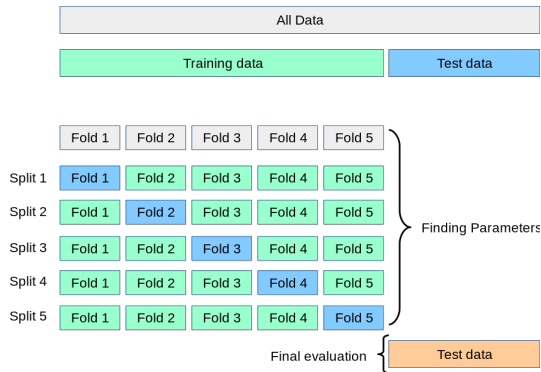 All Data
Training data Test data
Fold 1 Fold 2 Fold 3 Fold 4 Fold 5
Split 1 Fold 1 Fold 2 Fold 3 Fold 4 Fold 5
Split 2 Fold 1 Fold 2 Fold 3 Fold 4 Fold 5
Finding Parameters
Split 3 Fold 1 Fold 2 Fold 3 Fold 4 Fold 5
Split 4 Fold 1 Fold 2 Fold 3 Fold 4 Fold 5
Split 5 Fold 1 Fold 2 Fold 3 Fold 4 Fold 5
Final evaluation Test data